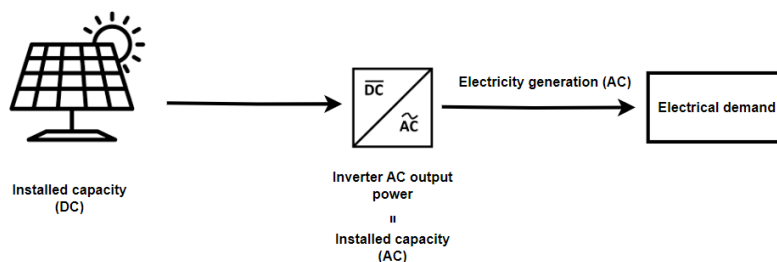 Electricity generation (AC)
DC
AC
Electrical demand
Installed capacity
(DC)
Inverter AC output
power
=
Installed capacity
(AC)